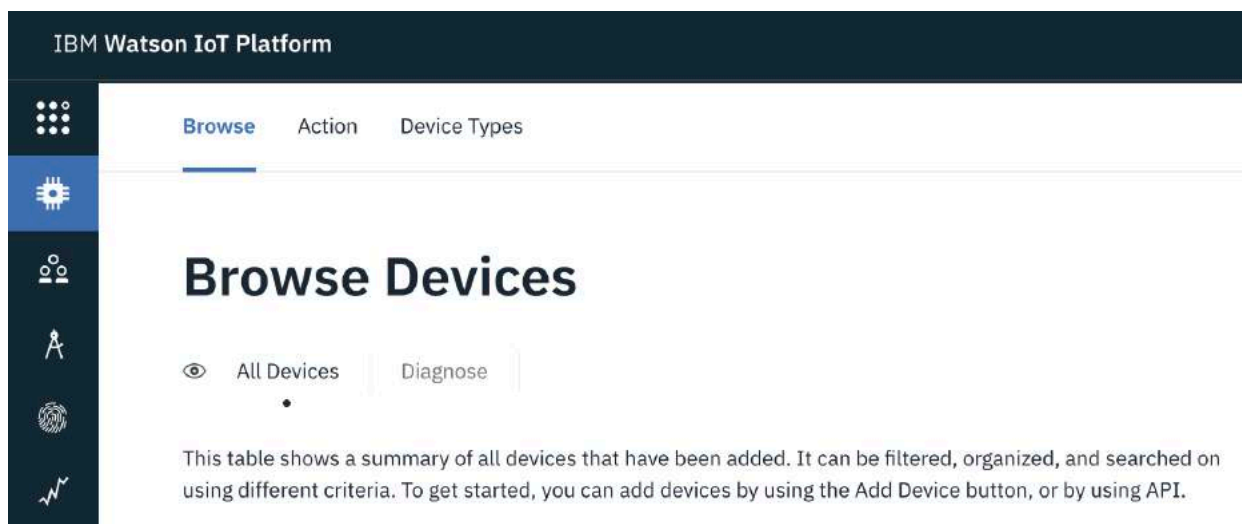 IBM Watson IoT Platform
Browse Action Device Types
Browse Devices
All Devices Diagnose
This table shows a summary of all devices that have been added. It can be filtered, organized, and searched on
using different criteria. To get started, you can add devices by using the Add Device button, or by using API.